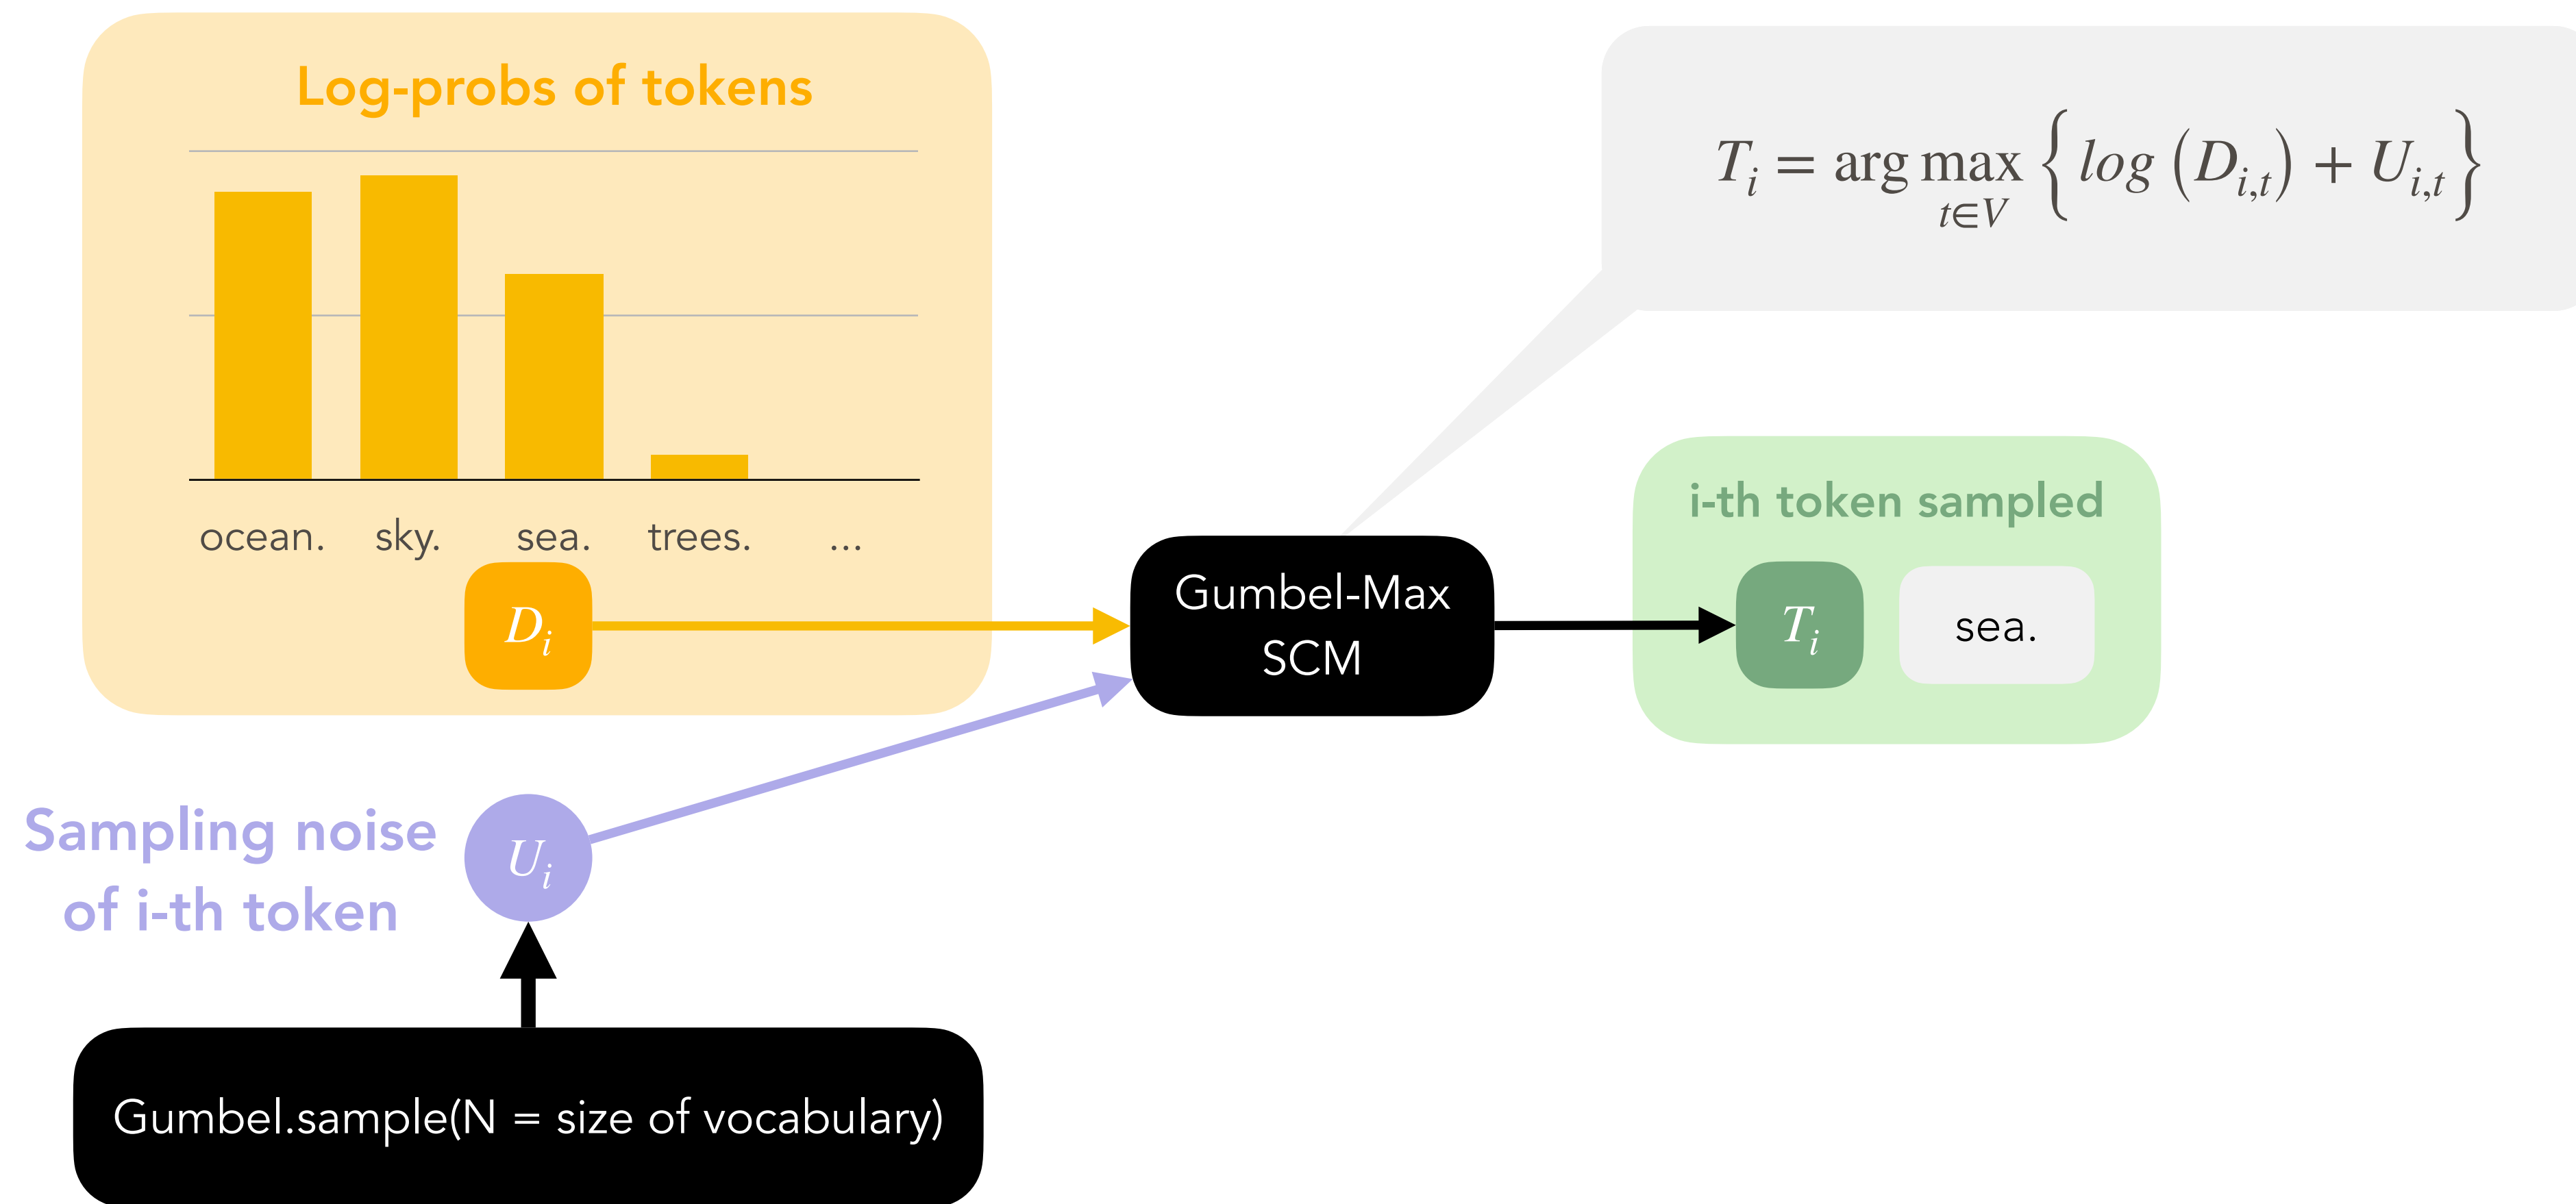 Log-probs of tokens
ocean. sky. sea. trees. ...
D_i
T_i = arg max_{t∈V} { log (D_{i,t}) + U_{i,t} }
Gumbel-Max
SCM
i-th token sampled
T_i sea.
Sampling noise
of i-th token
U_i
Gumbel.sample(N = size of vocabulary)